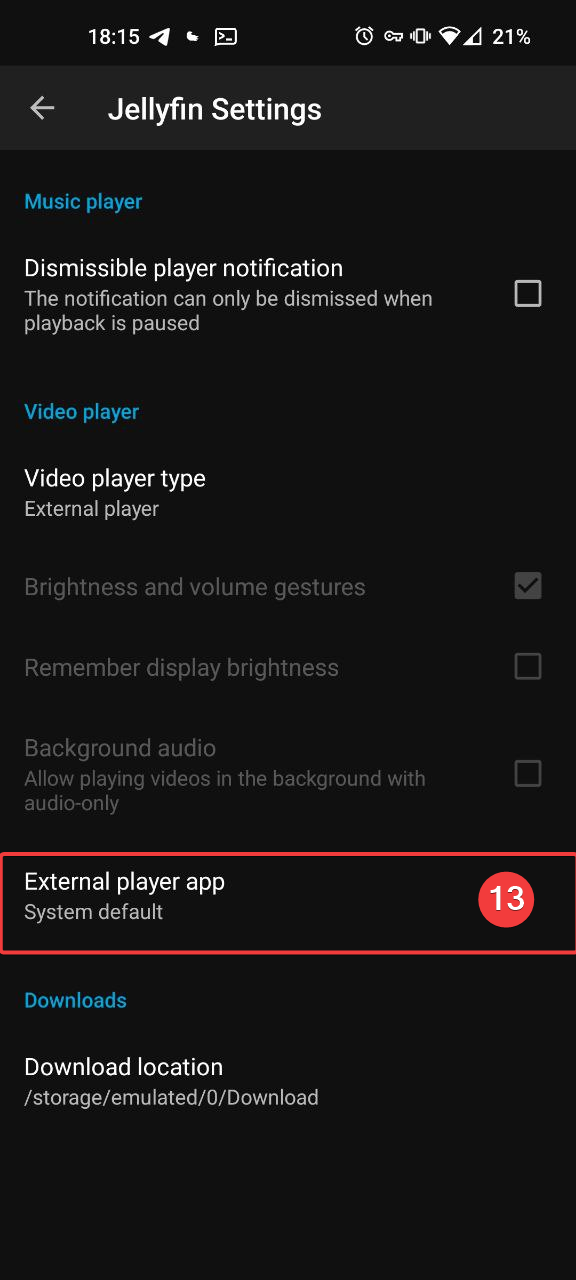 18:15 21%
Jellyfin Settings
Music player
Dismissible player notification
The notification can only be dismissed when
playback is paused
Video player
Video player type
External player
Brightness and volume gestures
Remember display brightness
Background audio
Allow playing videos in the background with
audio-only
External player app
System default
13
Downloads
Download location
/storage/emulated/0/Download